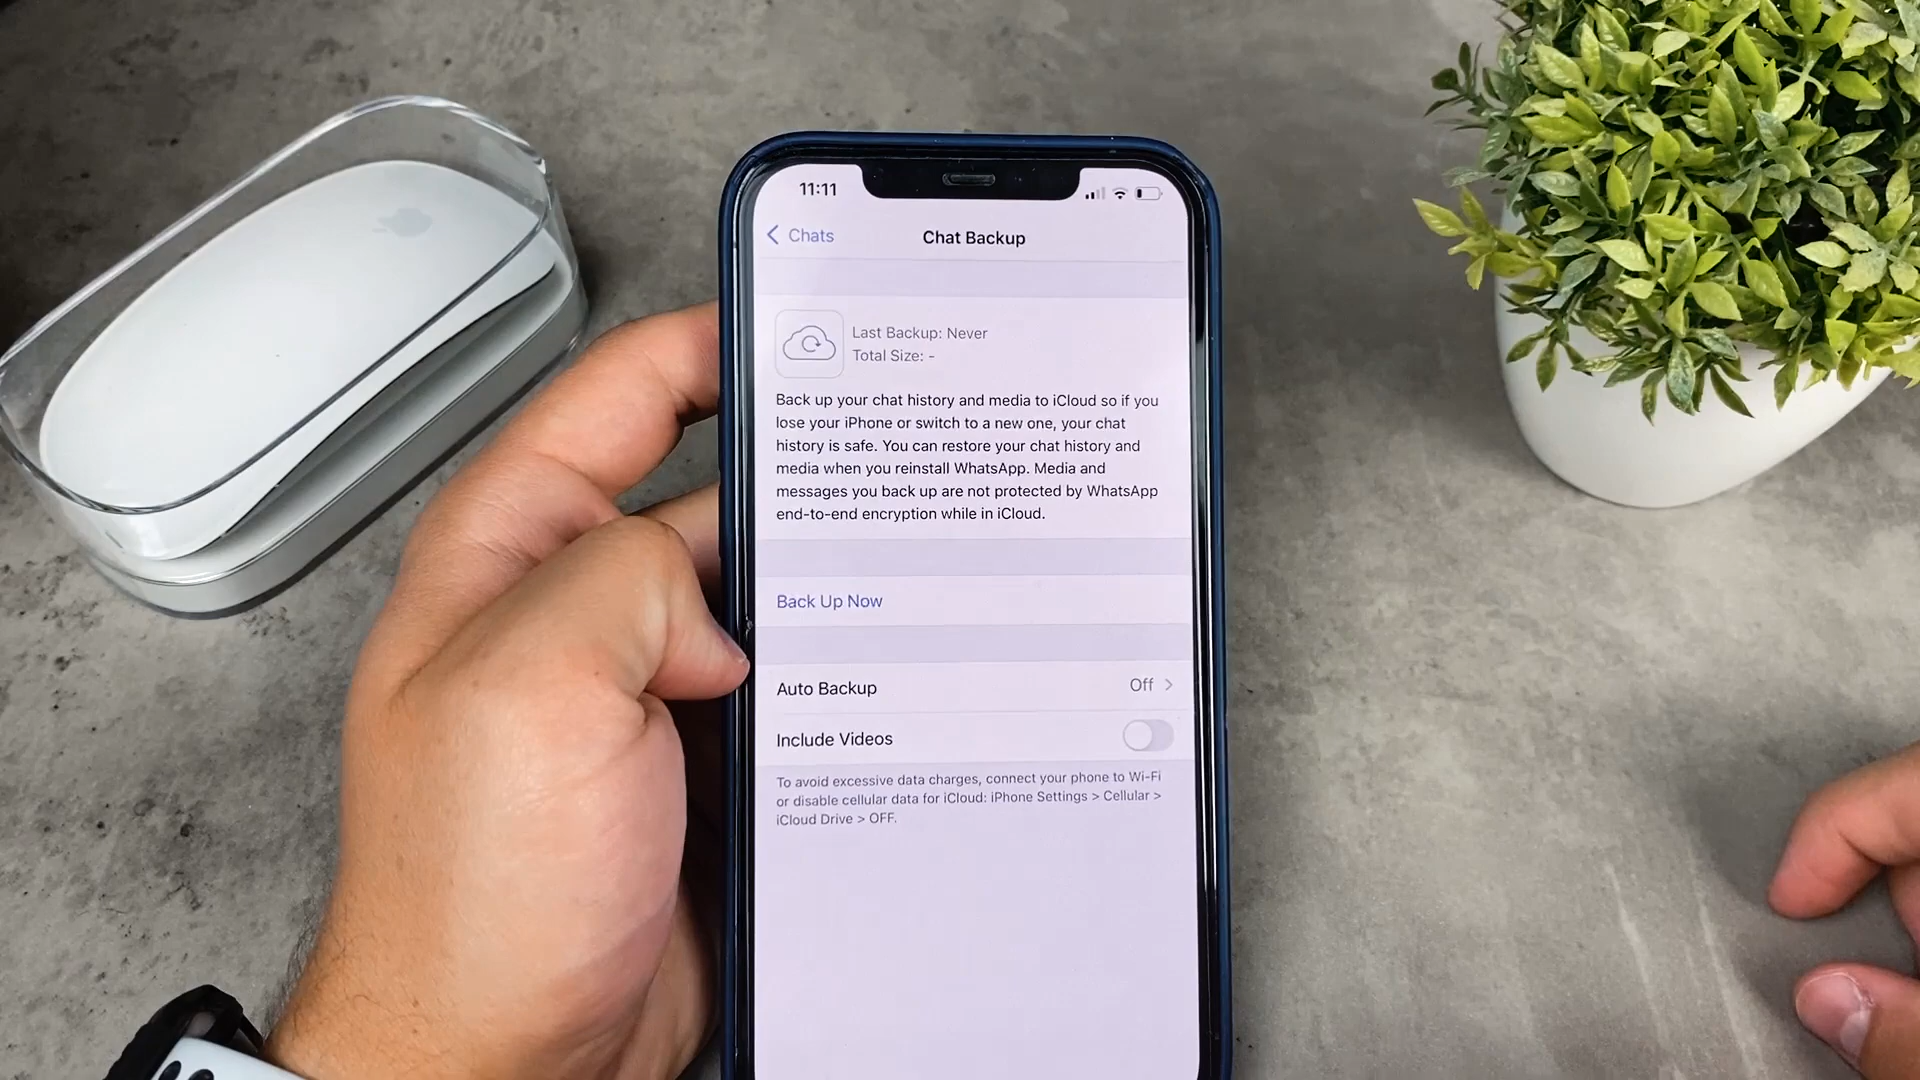 11:11
Chats
Chat Backup
Last Backup: Never
Total Size: -
Back up your chat history and media to iCloud so if you
lose your iPhone or switch to a new one, your chat
history is safe. You can restore your chat history and
media when you reinstall WhatsApp. Media and
messages you back up are not protected by WhatsApp
end-to-end encryption while in iCloud.
Back Up Now
Auto Backup
Off
Include Videos
To avoid excessive data charges, connect your phone to Wi-Fi
or disable cellular data for iCloud: iPhone Settings > Cellular >
iCloud Drive > OFF.